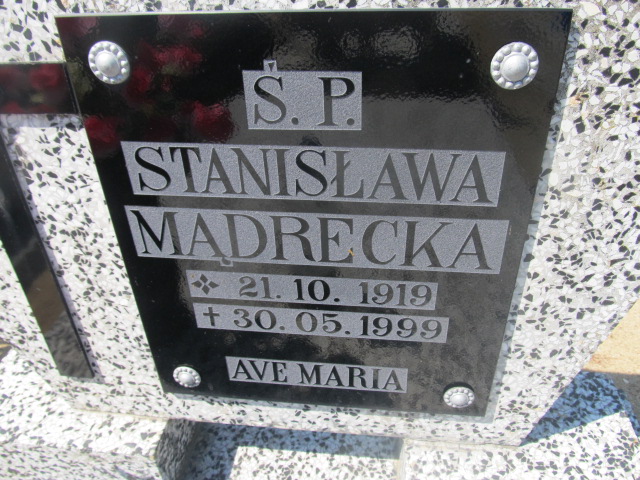 Ś. P.
STANISŁAWA
MĄDRECKA
✥ 21. 10. 1919
† 30. 05. 1999
AVE MARIA